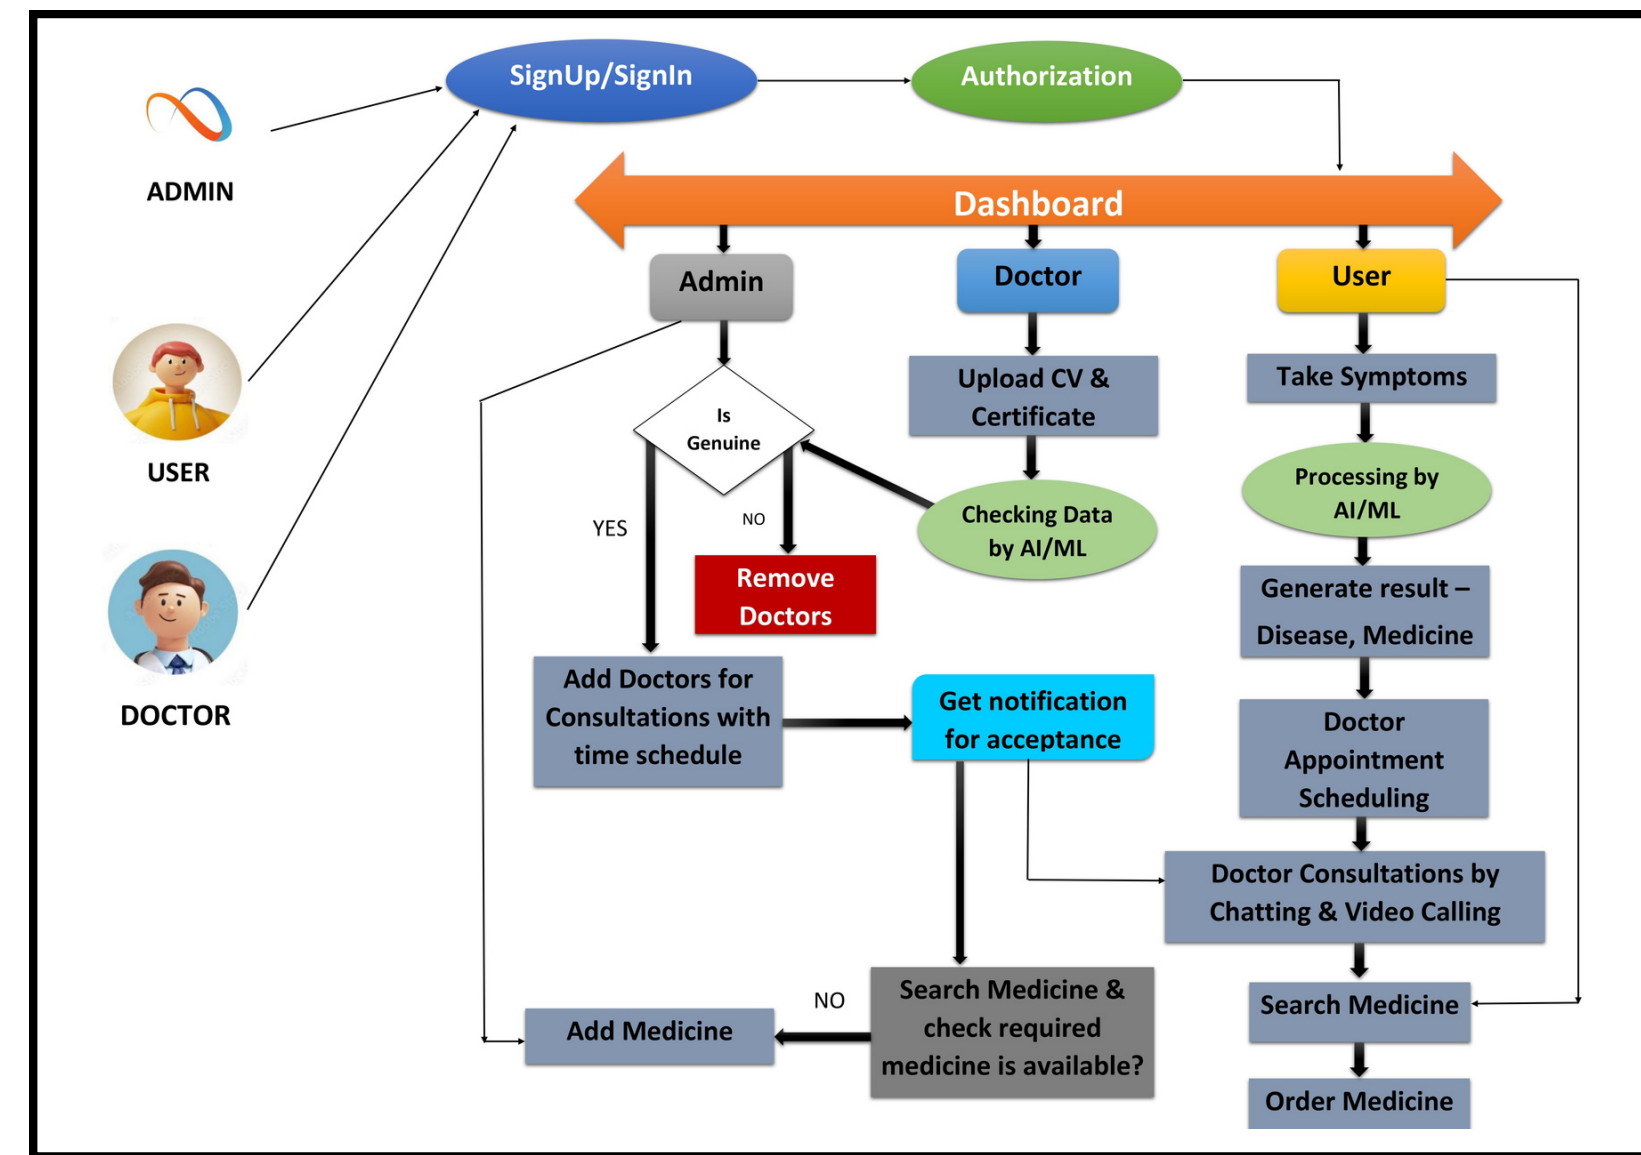 SignUp/SignIn
Authorization
ADMIN
Dashboard
Admin
Doctor
User
Upload CV &
Certificate
Take Symptoms
Is
Genuine
USER
Processing by
AI/ML
YES
NO
Checking Data
by AI/ML
Remove
Doctors
Generate result –
Disease, Medicine
DOCTOR
Add Doctors for
Consultations with
time schedule
Get notification
for acceptance
Doctor
Appointment
Scheduling
Doctor Consultations by
Chatting & Video Calling
Add Medicine
NO
Search Medicine &
check required
medicine is available?
Search Medicine
Order Medicine